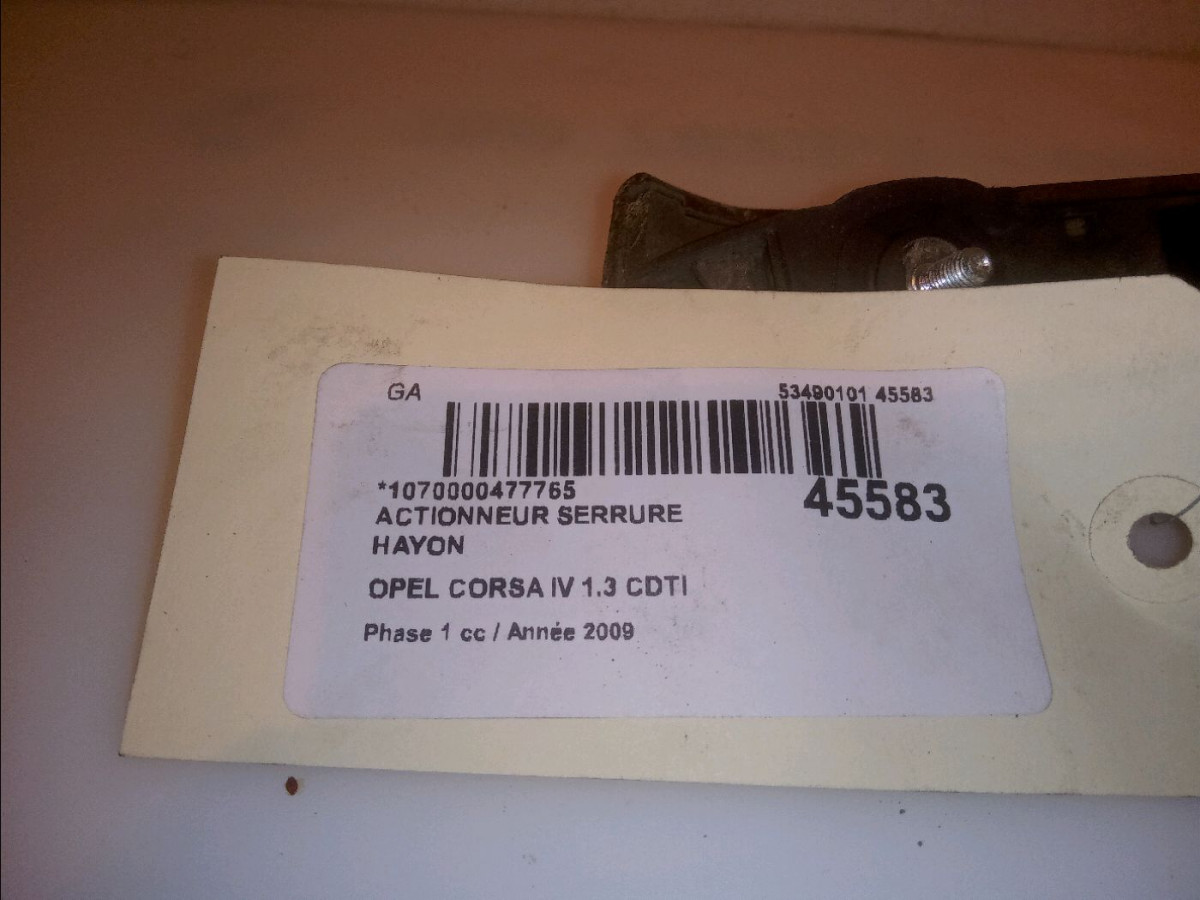 GA 53490101 45583
*1070000477765 45583
ACTIONNEUR SERRURE
HAYON
OPEL CORSA IV 1.3 CDTI
Phase 1 cc / Année 2009